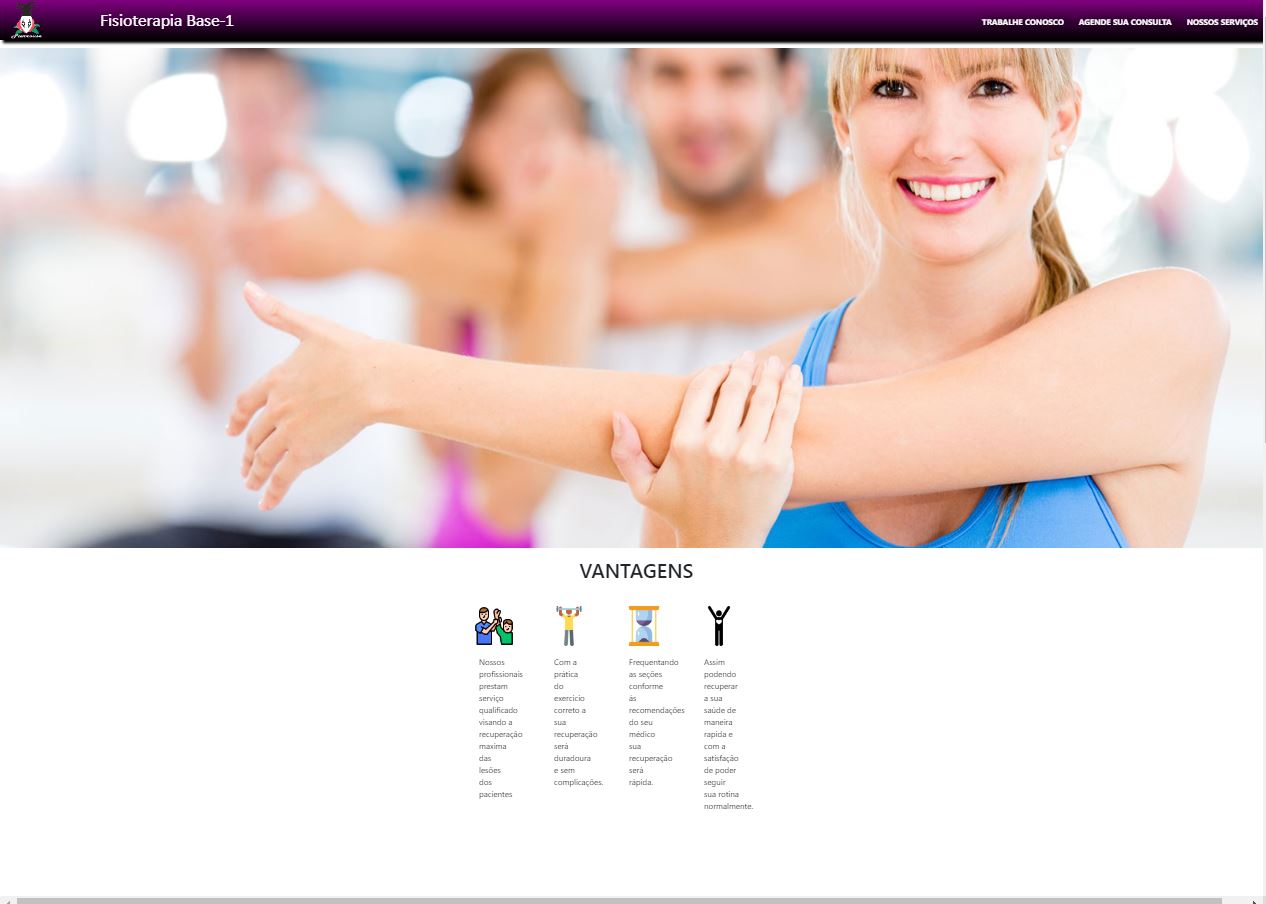 Fisioterapia Base-1
TRABALHE CONOSCO AGENDE SUA CONSULTA NOSSOS SERVIÇOS
VANTAGENS
Nossos
profissionais
prestam
serviço
qualificado
visando a
recuperação
maxima
das
lesões
dos
pacientes
Com a
prática
do
exercicio
correto a
sua
recuperação
será
duradoura
e sem
complicações.
Frequentando
as seções
conforme
ás
recomendações
do seu
médico
sua
recuperação
será
rápida.
Assim
podendo
recuperar
a sua
saúde de
maneira
rapida e
com a
satisfação
de poder
seguir
sua rotina
normalmente.